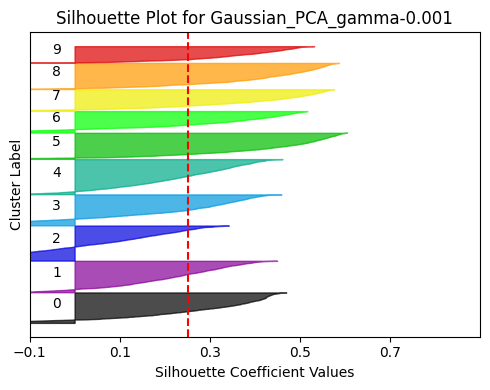 Silhouette Plot for Gaussian_PCA_gamma-0.001
9
8
7
6
5
4
3
2
1
0
Cluster Label
-0.1 0.1 0.3 0.5 0.7
Silhouette Coefficient Values